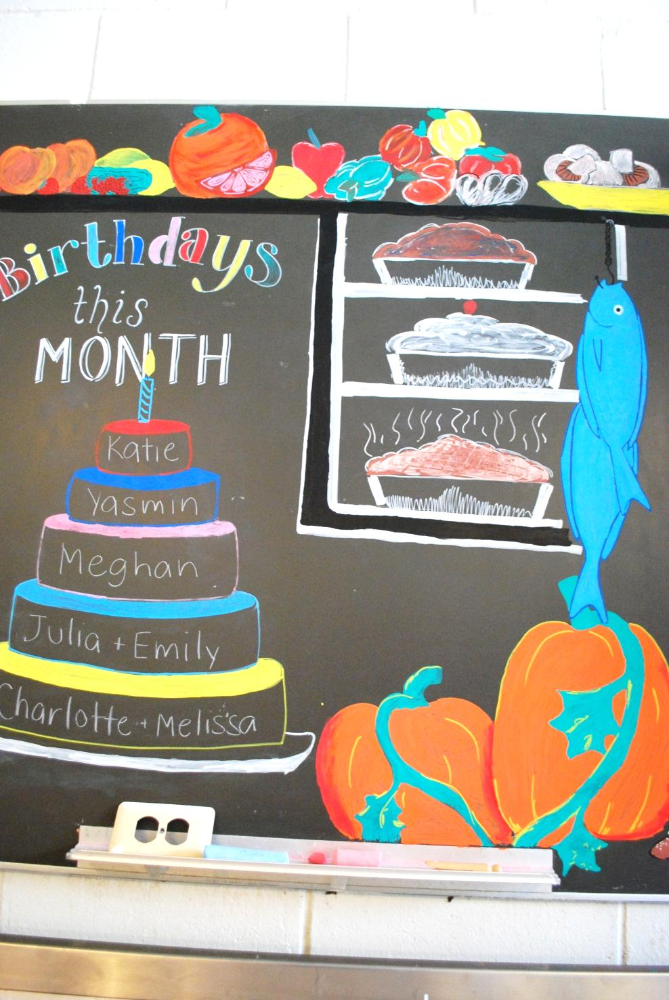 Birthdays
this
MONTH
Katie
Yasmin
Meghan
Julia + Emily
Charlotte + Melissa